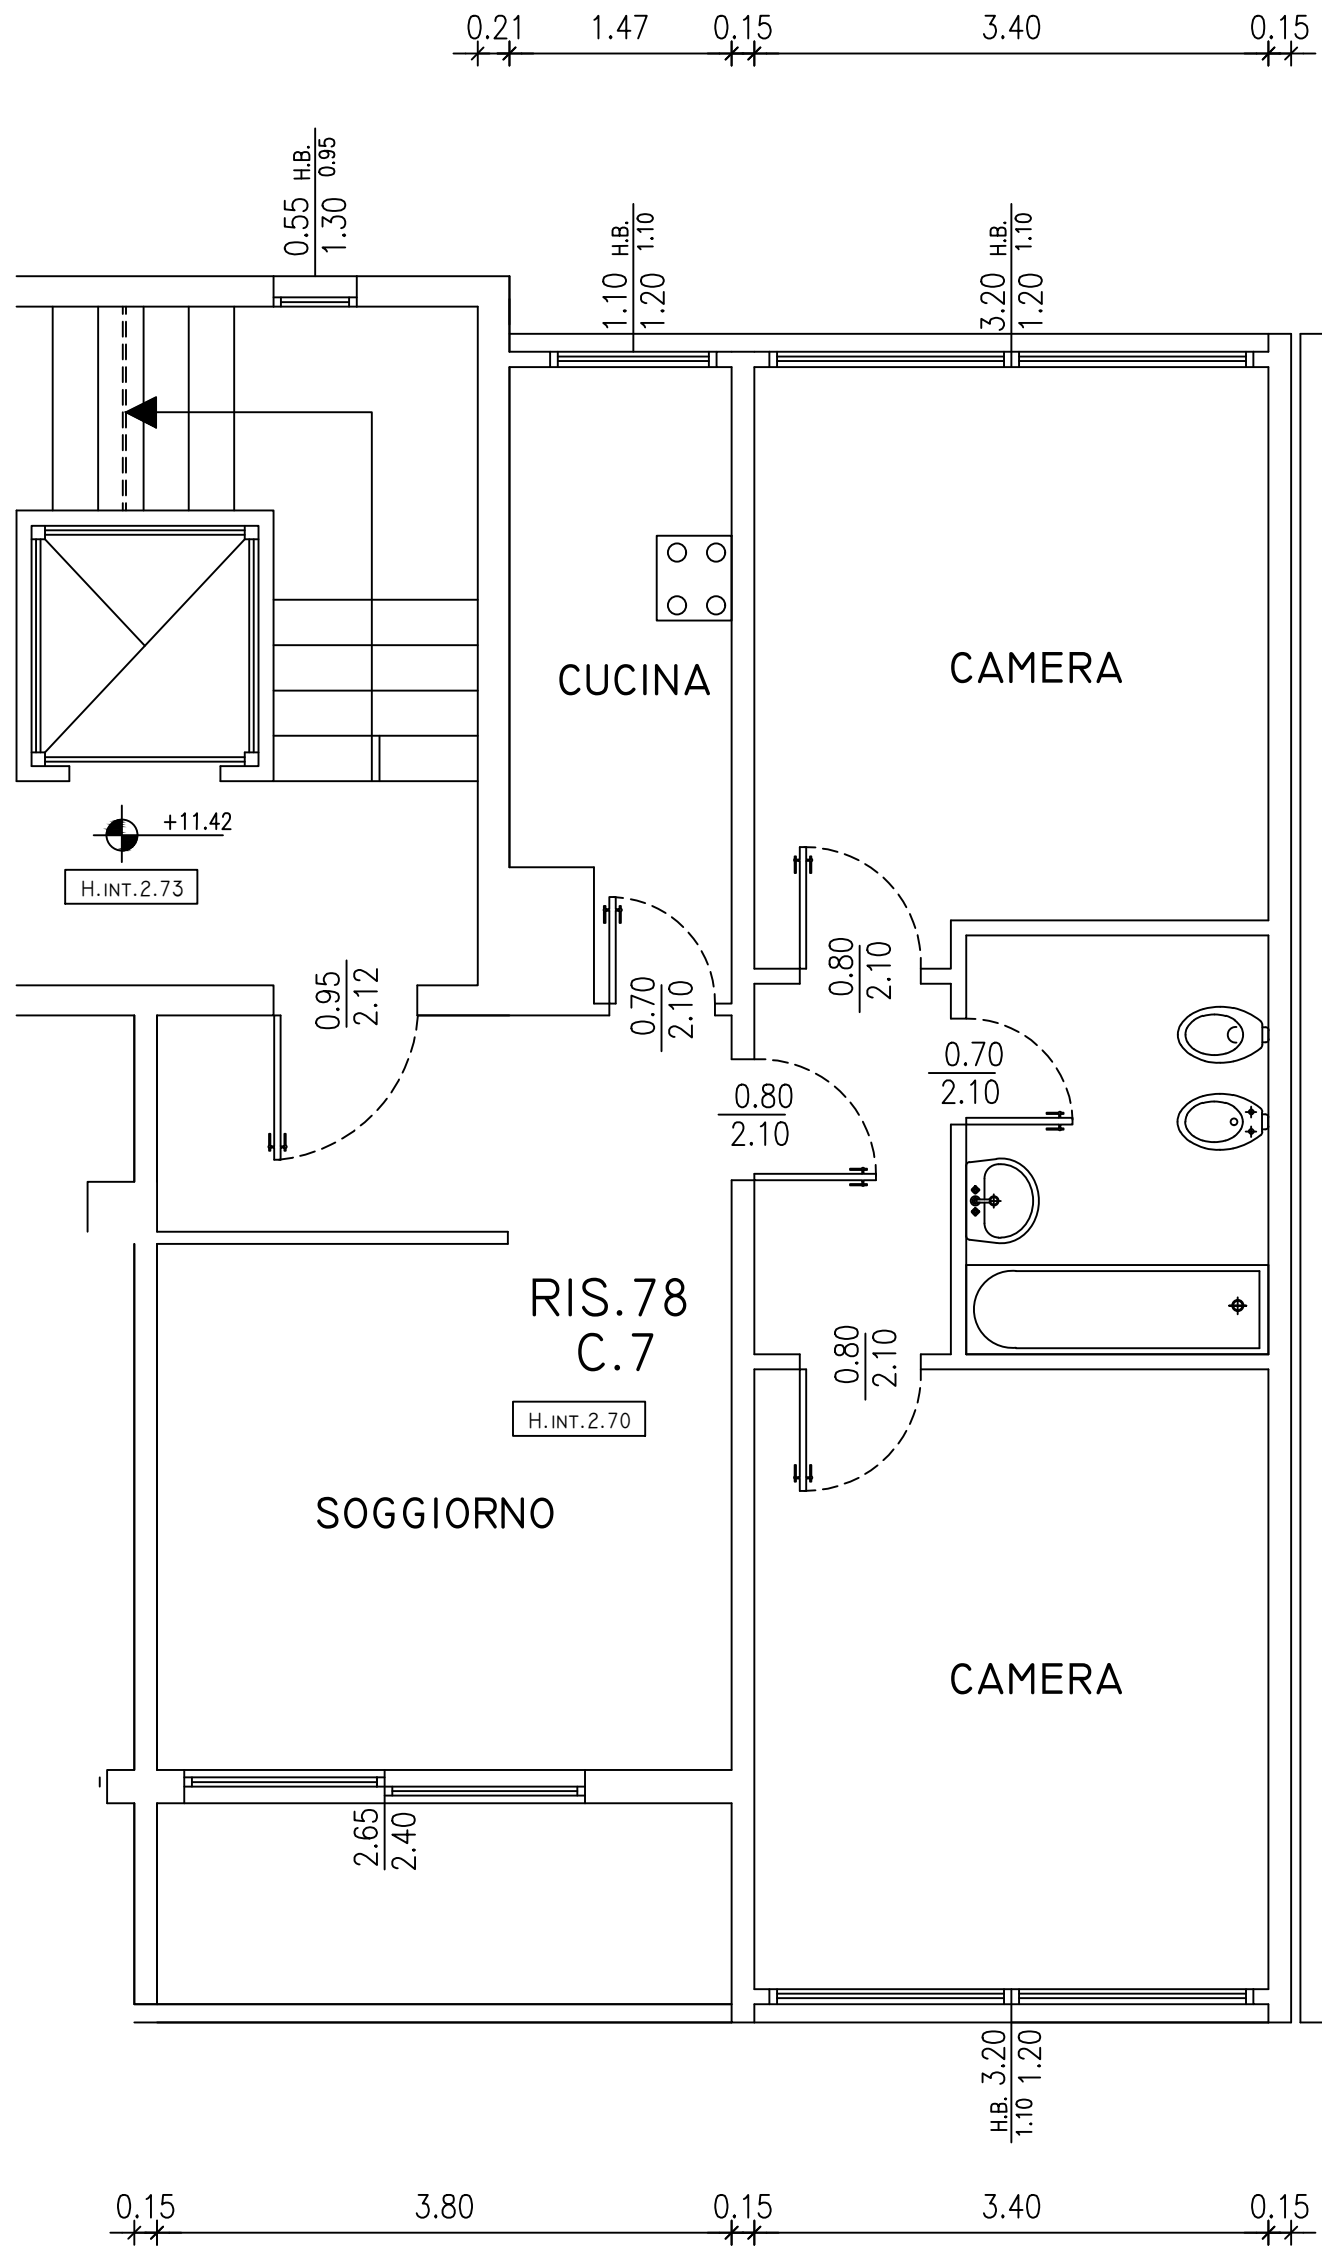 0.21 1.47 0.15 3.40 0.15
0.55 H.B.
1.30 0.95
1.10 H.B.
1.20 1.10
3.20 H.B.
1.20 1.10
CUCINA
CAMERA
+11.42
H.INT.2.73
0.95
2.12
0.70
2.10
0.80
2.10
0.70
2.10
0.80
2.10
RIS.78
C.7
H.INT.2.70
0.80
2.10
SOGGIORNO
CAMERA
2.65
2.40
H.B. 3.20
1.10 1.20
0.15 3.80 0.15 3.40 0.15